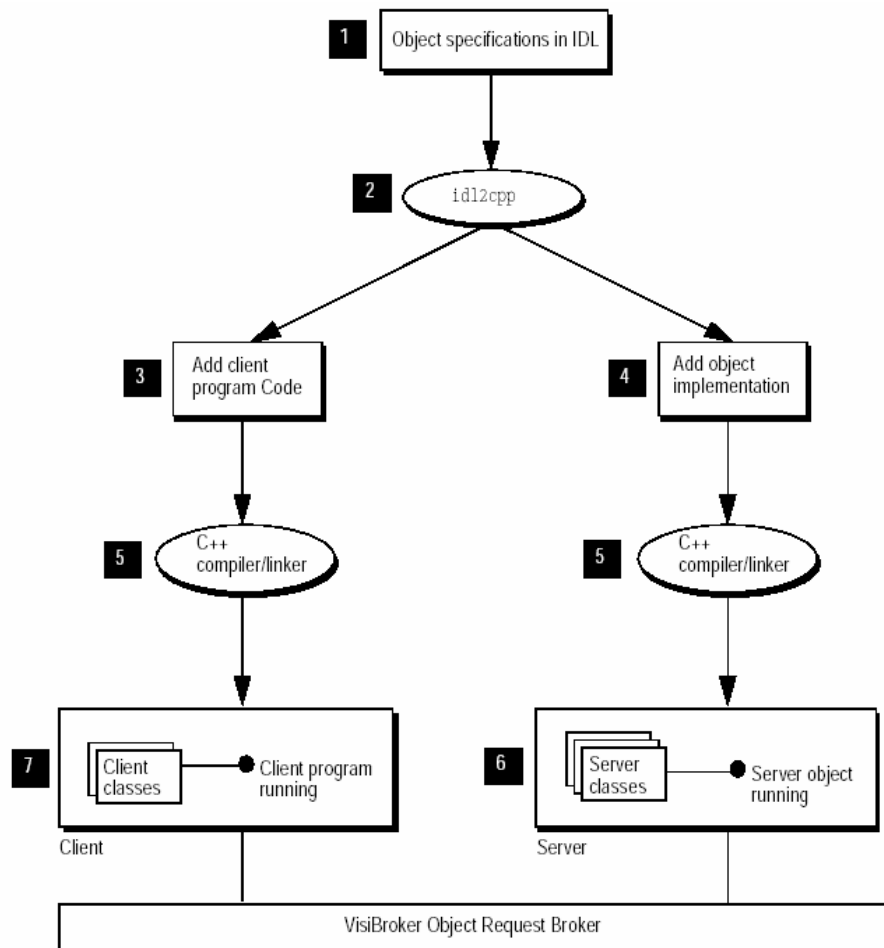 1
Object specifications in IDL
2
idl2cpp
3
Add client
program Code
4
Add object
implementation
5
C++
compiler/linker
5
C++
compiler/linker
7
Client
classes
Client program
running
Client
6
Server
classes
Server object
running
Server
VisiBroker Object Request Broker